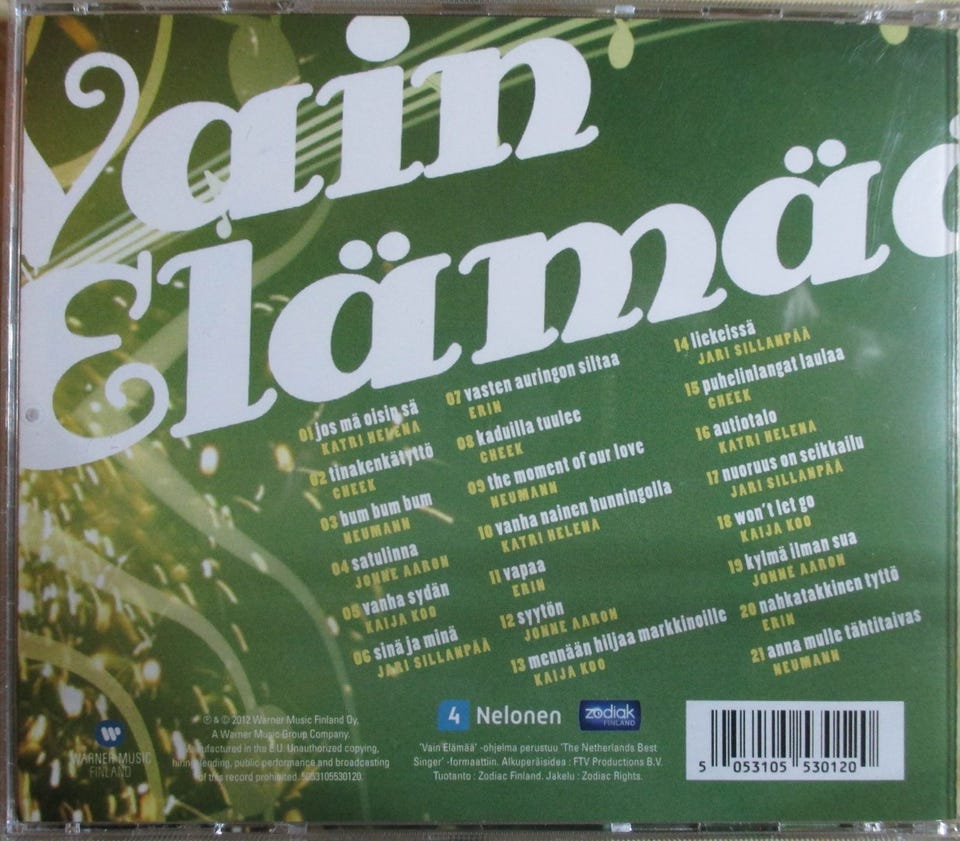 Vain
Elämää
01 jos mä oisin sä
KATRI HELENA
02 tinakenkätyttö
CHEEK
03 bum bum bum
NEUMANN
04 satulinna
JONNE AARON
05 vanha sydän
KAIJA KOO
06 sinä ja minä
JARI SILLANPÄÄ
07 vasten auringon siltaa
ERIN
08 kaduilla tuulee
CHEEK
09 the moment of our love
NEUMANN
10 vanha nainen hunningolla
KATRI HELENA
11 vapaa
ERIN
12 syytön
JONNE AARON
13 mennään hiljaa markkinoille
KAIJA KOO
14 liekeissä
JARI SILLANPÄÄ
15 puhelinlangat laulaa
CHEEK
16 autiotalo
KATRI HELENA
17 nuoruus on seikkailu
JARI SILLANPÄÄ
18 won't let go
KAIJA KOO
19 kylmä ilman sua
JONNE AARON
20 nahkatakkinen tyttö
ERIN
21 anna mulle tähtitaivas
NEUMANN
WARNER MUSIC
FINLAND
℗ & © 2012 Warner Music Finland Oy,
A Warner Music Group Company.
Manufactured in the E.U. Unauthorized copying,
hiring, lending, public performance and broadcasting
of this record prohibited. 5053105530120.
4 Nelonen
zodiak
FINLAND
'Vain Elämää' -ohjelma perustuu 'The Netherlands Best
Singer' -formaattiin. Alkuperäisidea : FTV Productions B.V.
Tuotanto : Zodiac Finland. Jakelu : Zodiac Rights.
5 053105 530120